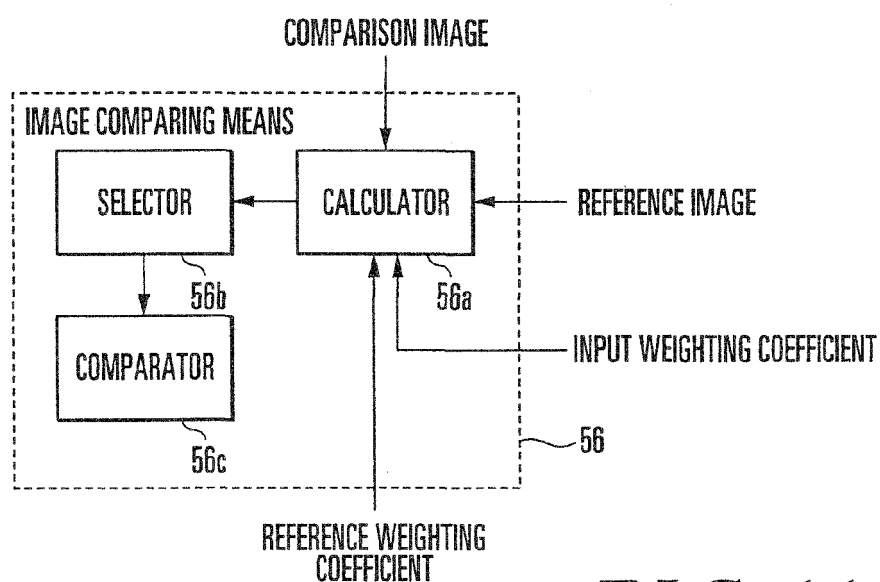 COMPARISON IMAGE
IMAGE COMPARING MEANS
SELECTOR
CALCULATOR
REFERENCE IMAGE
56b
56a
COMPARATOR
INPUT WEIGHTING COEFFICIENT
56c
56
REFERENCE WEIGHTING
COEFFICIENT